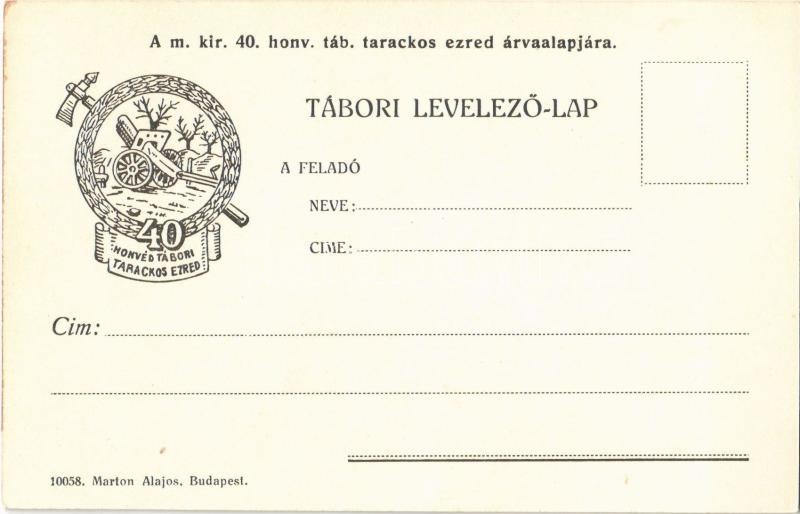 A m. kir. 40. honv. táb. tarackos ezred árvaalapjára.
TÁBORI LEVELEZŐ-LAP
A FELADÓ
NEVE:
CIME:
40
HONVÉD TÁBORI
TARACKOS EZRED
Cim:
10058. Marton Alajos, Budapest.